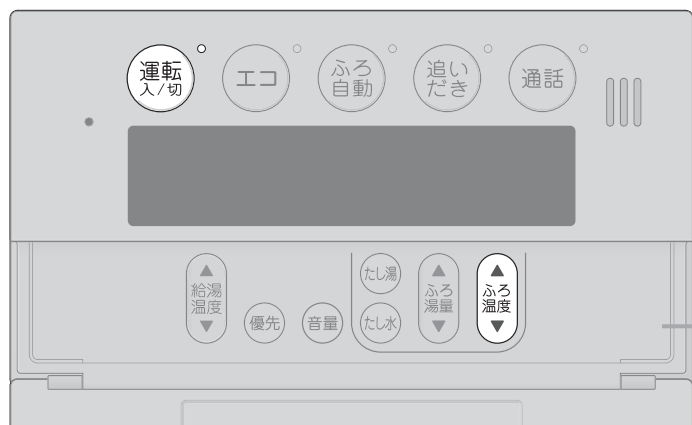 運転
入/切
エコ
ふろ
自動
追い
だき
通話
▲
給湯
温度
▼
優先
音量
たし湯
たし水
▲
ふろ
湯量
▼
▲
ふろ
温度
▼